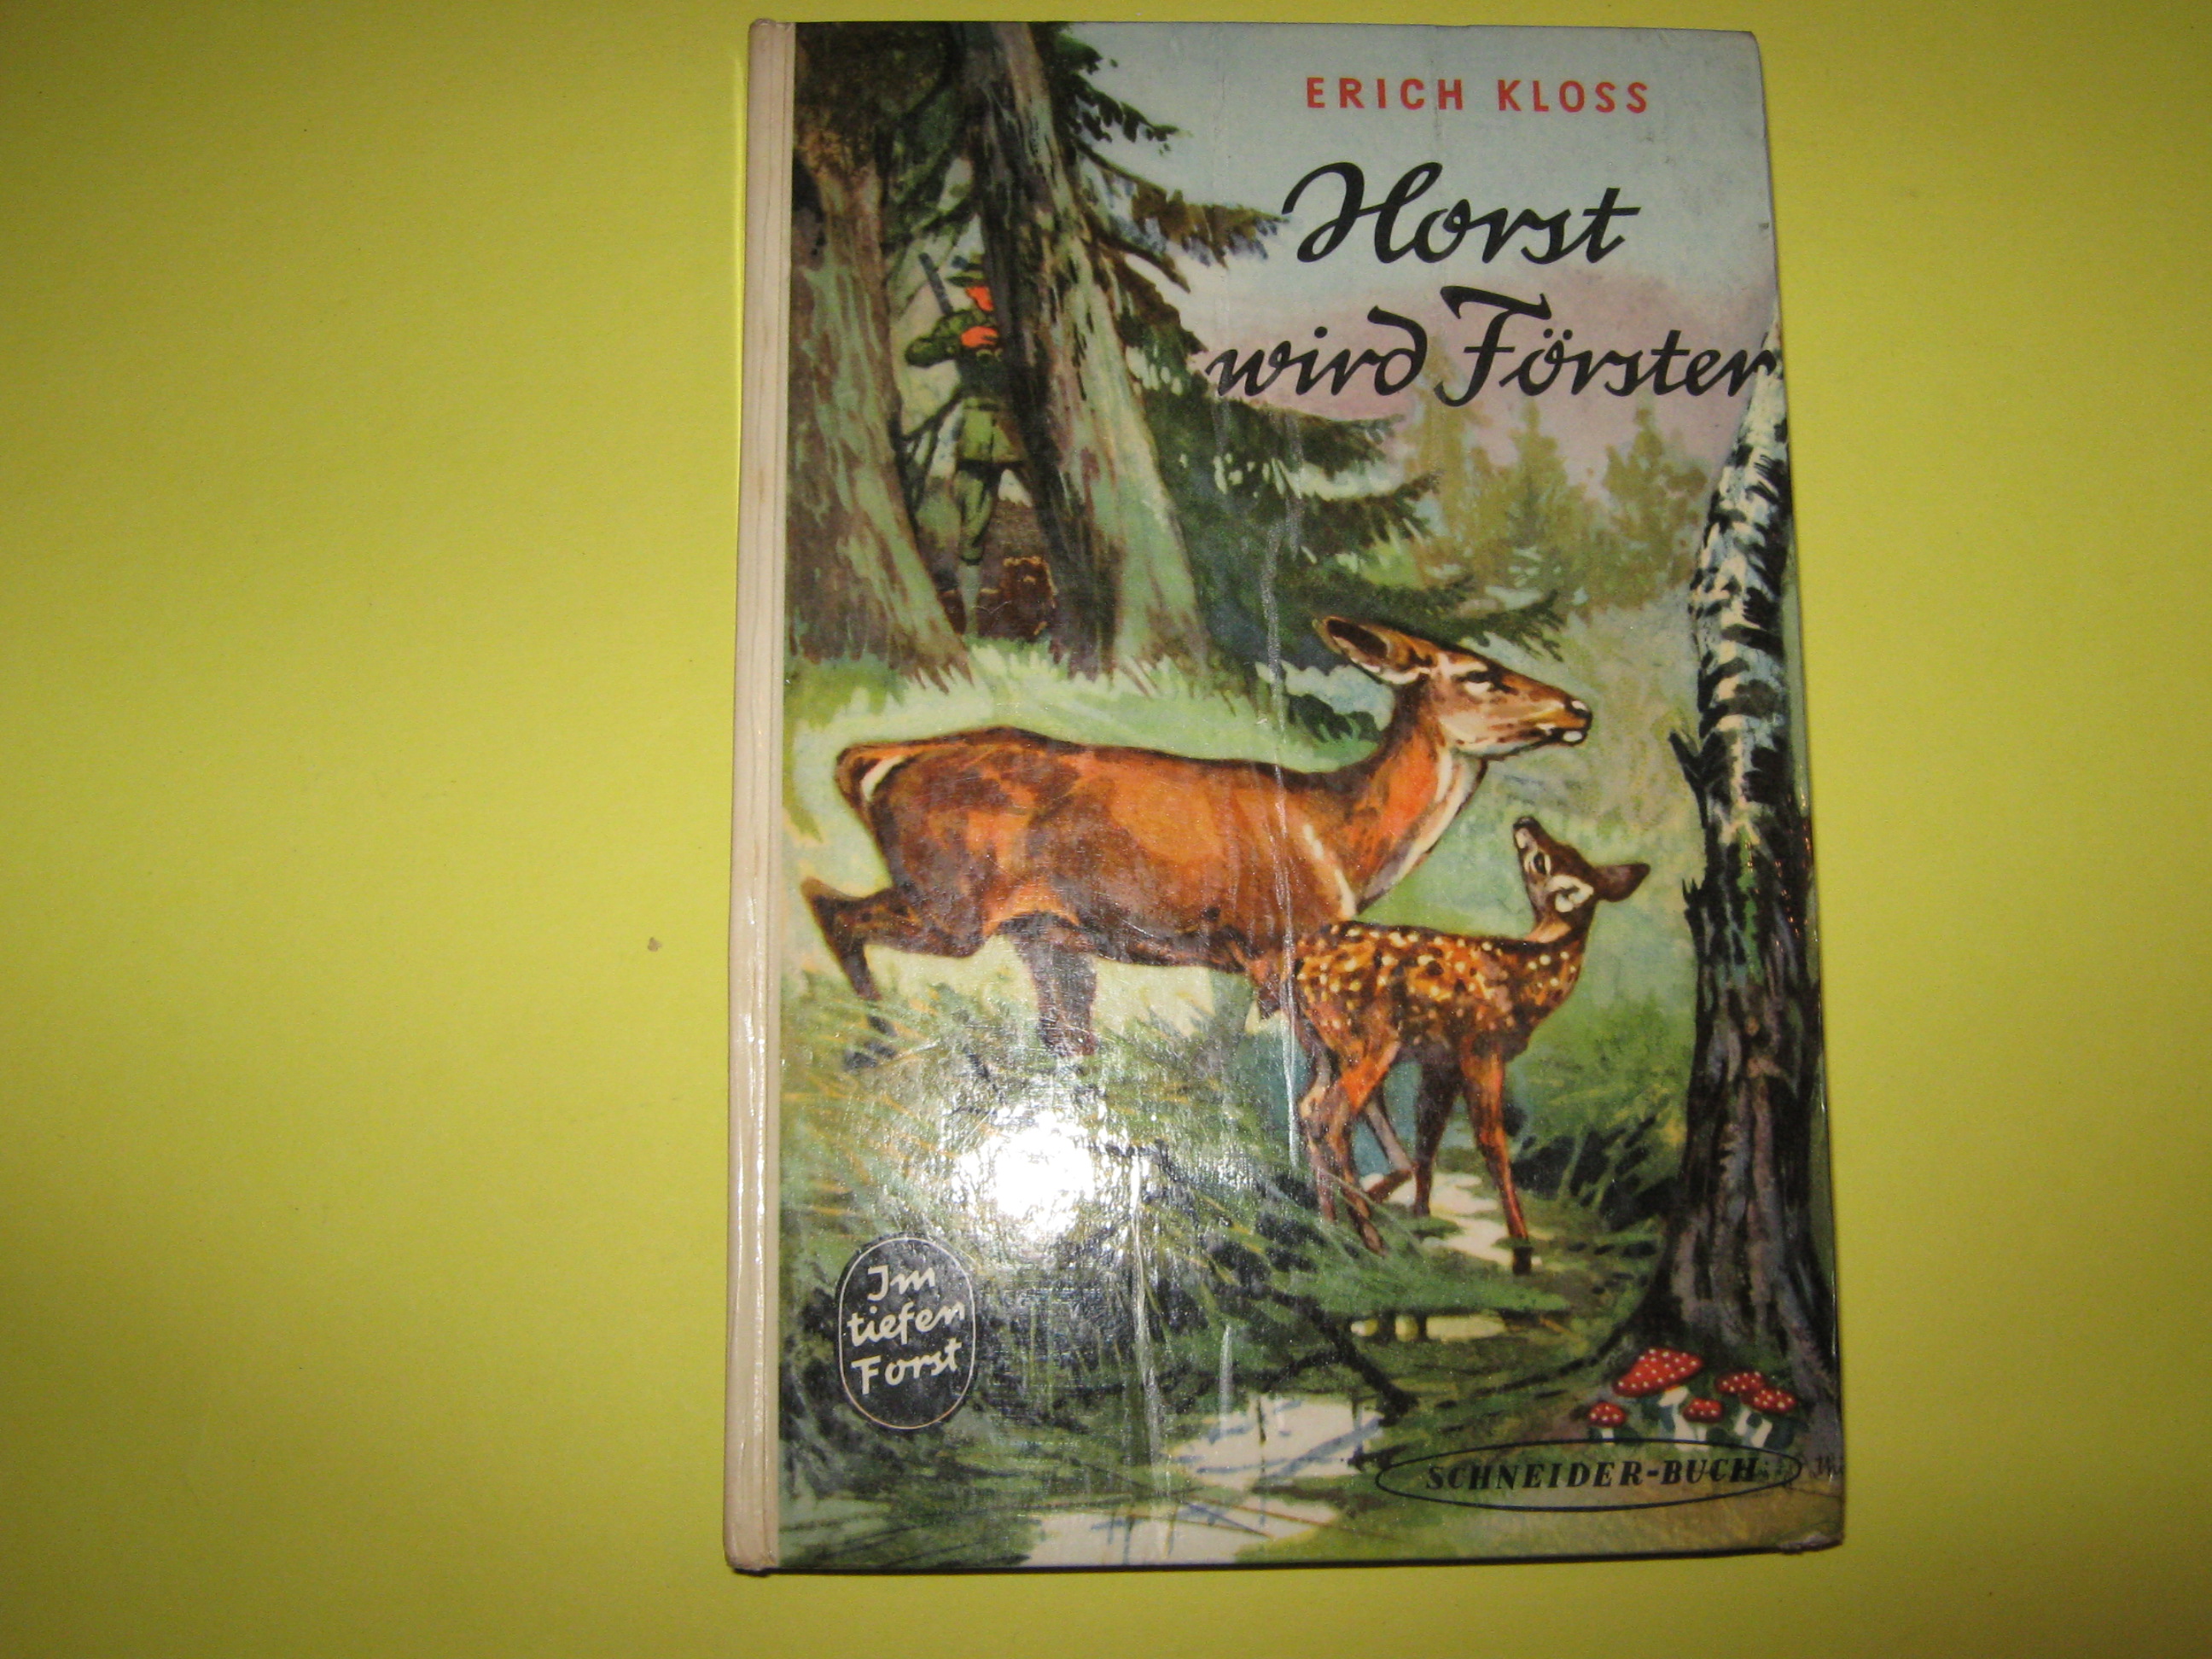 ERICH KLOSS
Horst
wird Förster
Im
tiefen
Forst
SCHNEIDER-BUCH